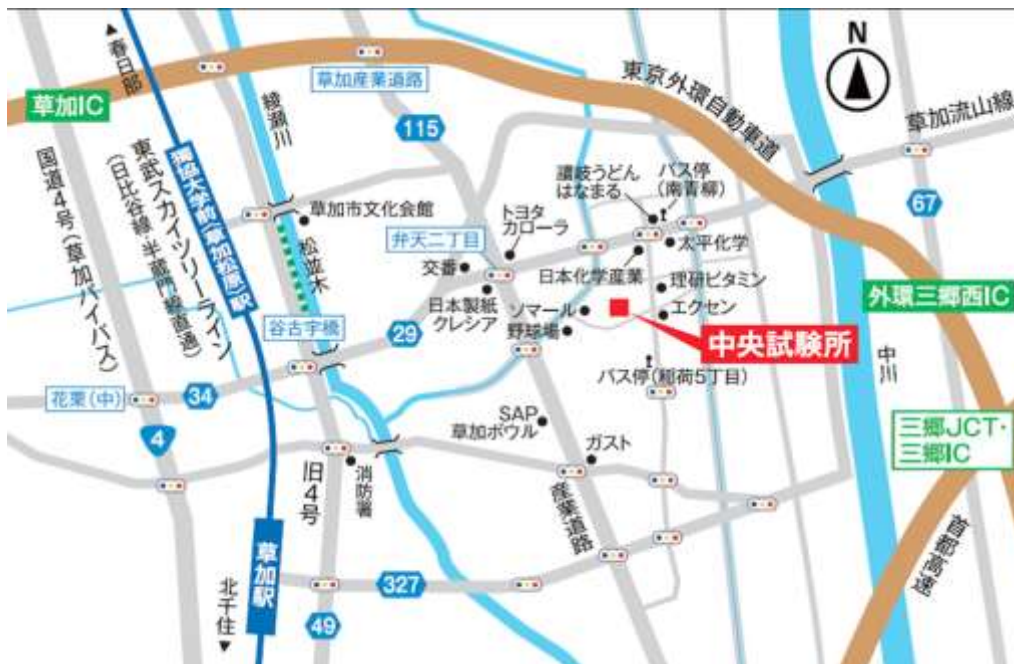 N
▲春日部
草加IC
草加産業道路
115
東京外環自動車道
草加流山線
67
綾瀬川
獨協大学前〈草加松原〉駅
国道4号(草加バイパス)
東武スカイツリーライン
(日比谷線・半蔵門線直通)
草加市文化会館
松並木
讃岐うどん
はなまる
バス停
(南青柳)
トヨタ
カローラ
弁天二丁目
交番
太平化学
日本化学産業
理研ビタミン
日本製紙
クレシア
ソマール
野球場
エクセン
外環三郷西IC
中央試験所
谷古宇橋
29
中川
バス停(稲荷5丁目)
花栗(中)
34
4
SAP
草加ボウル
ガスト
三郷JCT・
三郷IC
旧4号
消防署
産業道路
首都高速
草加駅
327
北千住▼
49